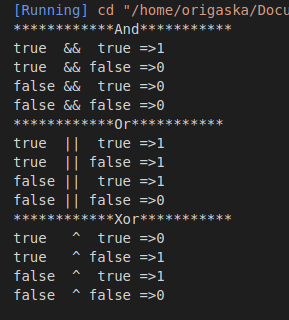 [Running] cd "/home/origaska/Docu
************And***********
true  &&  true =>1
true  && false =>0
false &&  true =>0
false && false =>0
************Or***********
true  ||  true =>1
true  || false =>1
false ||  true =>1
false || false =>0
************Xor***********
true   ^  true =>0
true   ^ false =>1
false  ^  true =>1
false  ^ false =>0